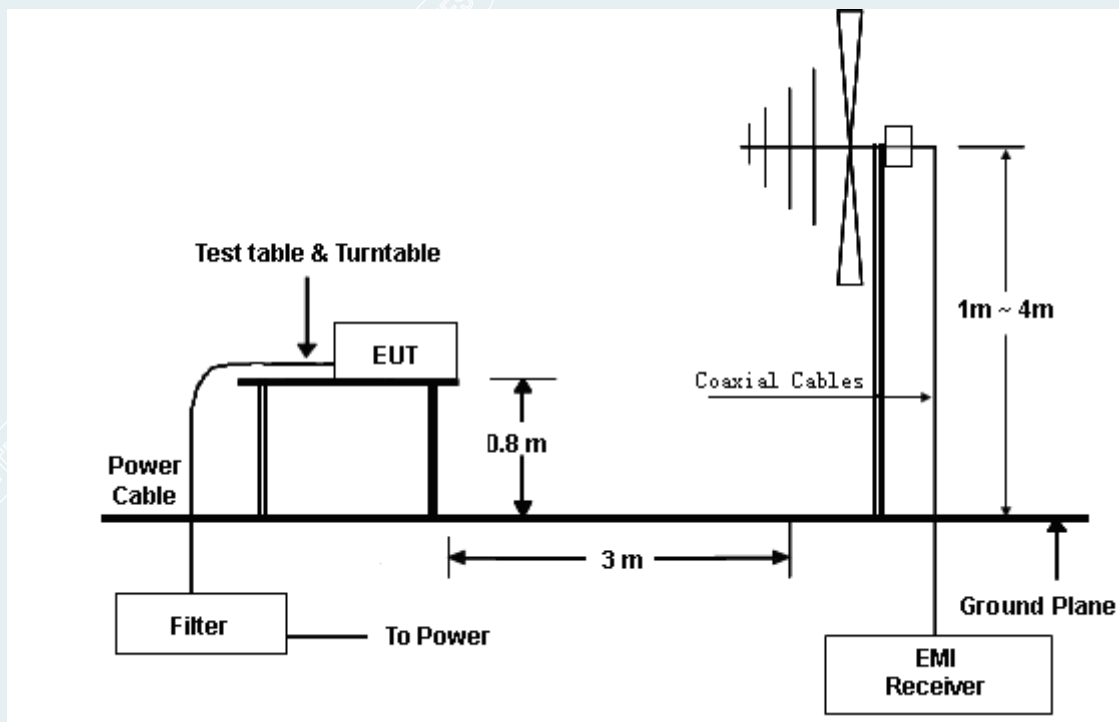 Test table & Turntable
EUT
1m ~ 4m
Coaxial Cables
0.8 m
Power
Cable
3 m
Ground Plane
Filter
To Power
EMI
Receiver